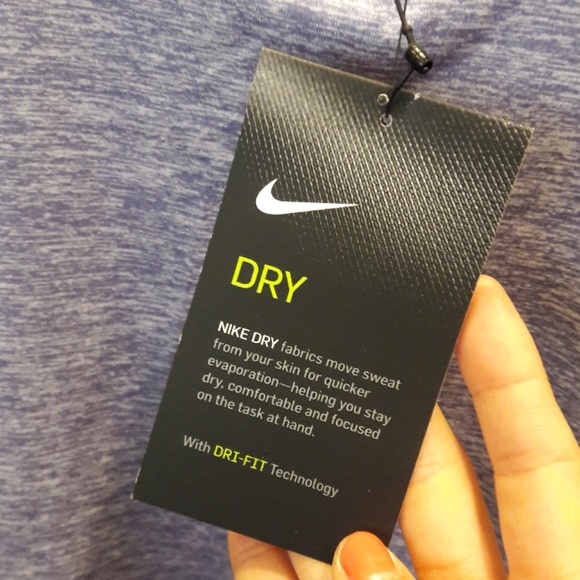 DRY
NIKE DRY fabrics move sweat
from your skin for quicker
evaporation—helping you stay
dry, comfortable and focused
on the task at hand.
With DRI-FIT Technology